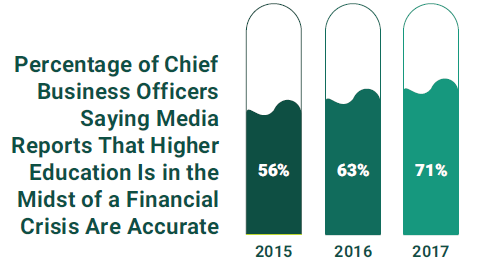 Percentage of Chief
Business Officers
Saying Media
Reports That Higher
Education Is in the
Midst of a Financial
Crisis Are Accurate
56% 63% 71%
2015 2016 2017